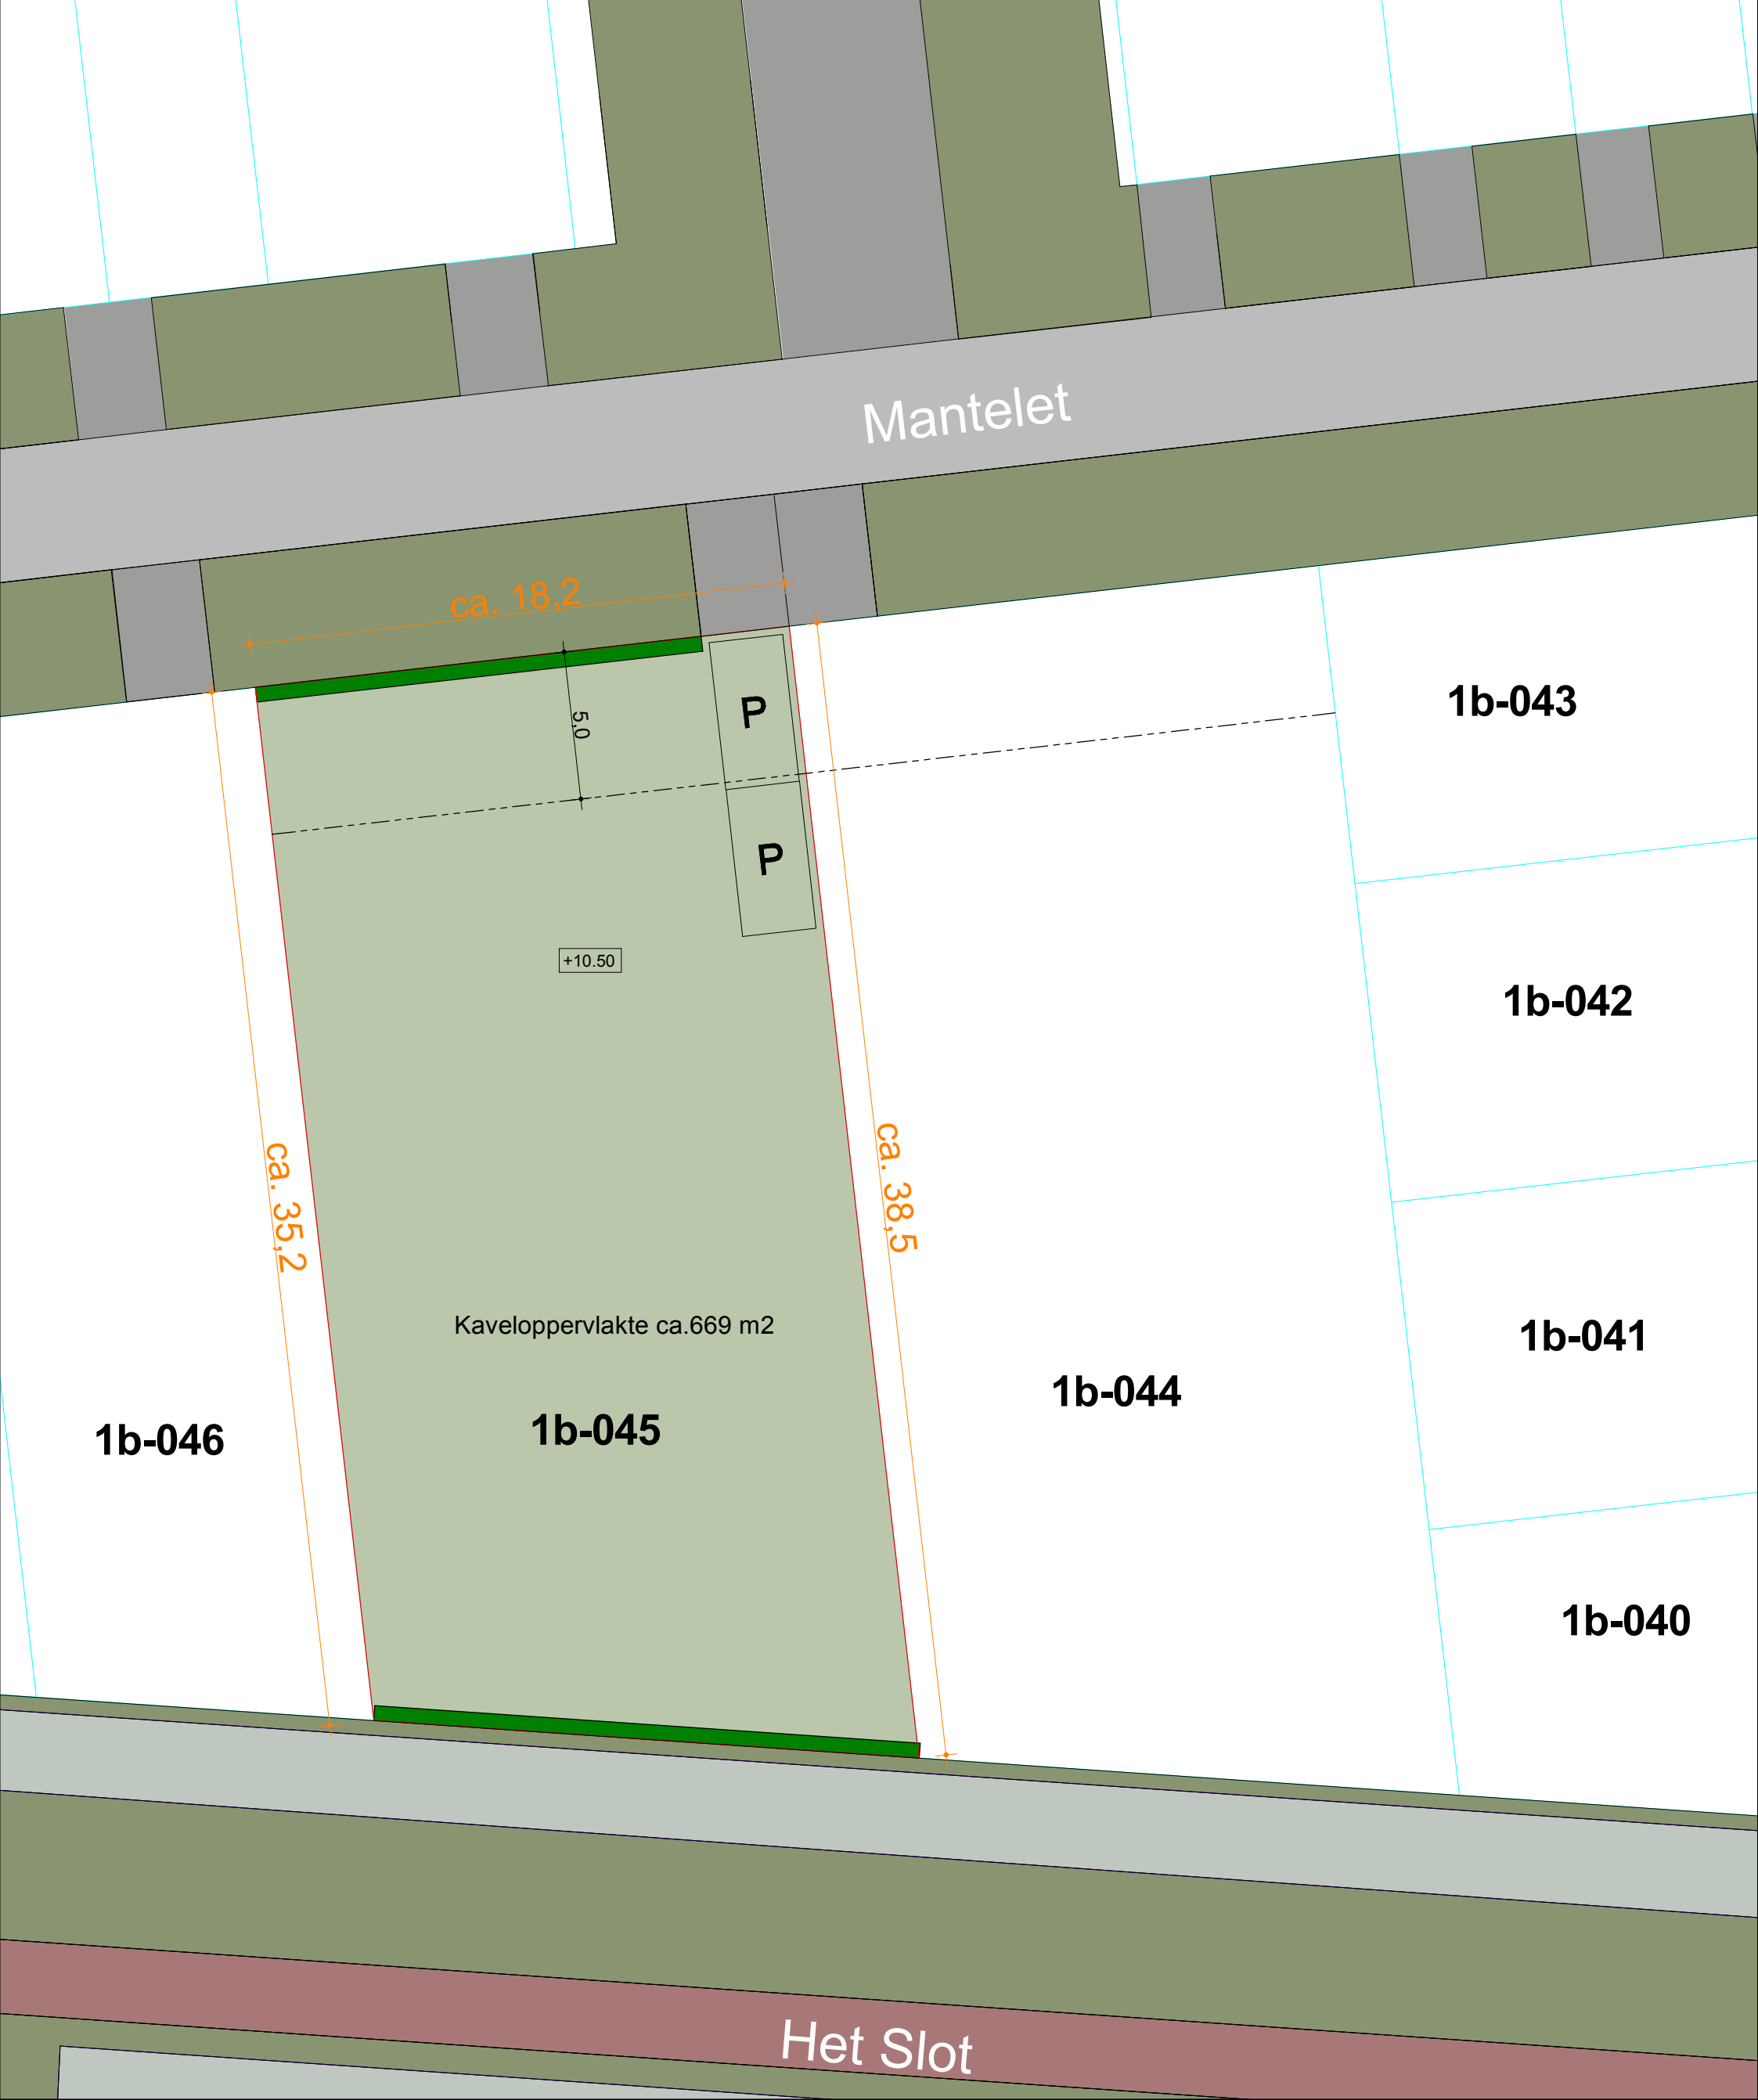 Mantelet
ca. 18,2
P
5,0
1b-043
P
+10.50
1b-042
ca. 35,2
ca. 38,5
Kaveloppervlakte ca.669 m2
1b-041
1b-044
1b-045
1b-046
1b-040
Het Slot